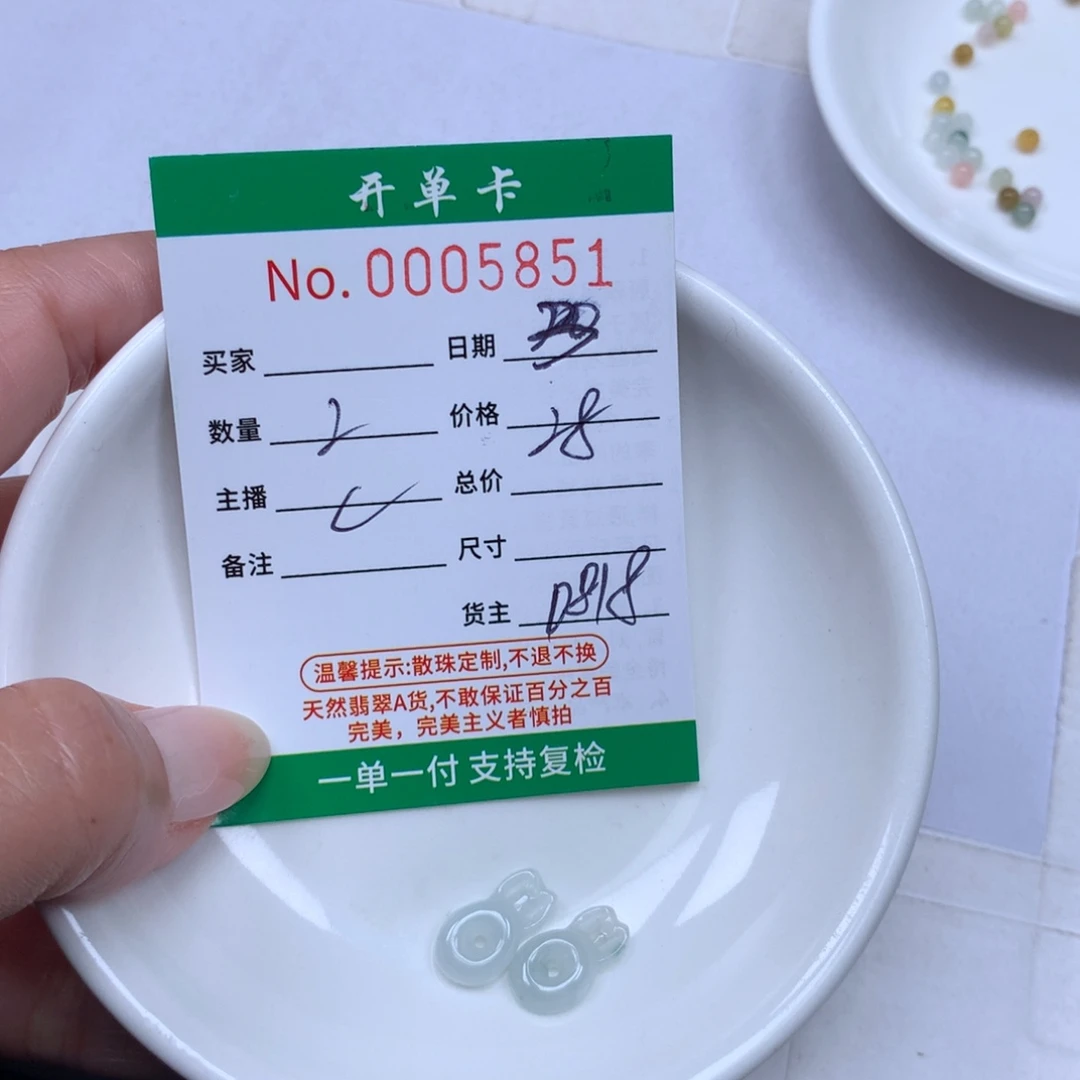 开单卡
No. 0005851
买家 日期
数量 2 价格 28
主播 总价
备注 尺寸
货主 D818
温馨提示:散珠定制,不退不换
天然翡翠A货,不敢保证百分之百
完美，完美主义者慎拍
一单一付 支持复检